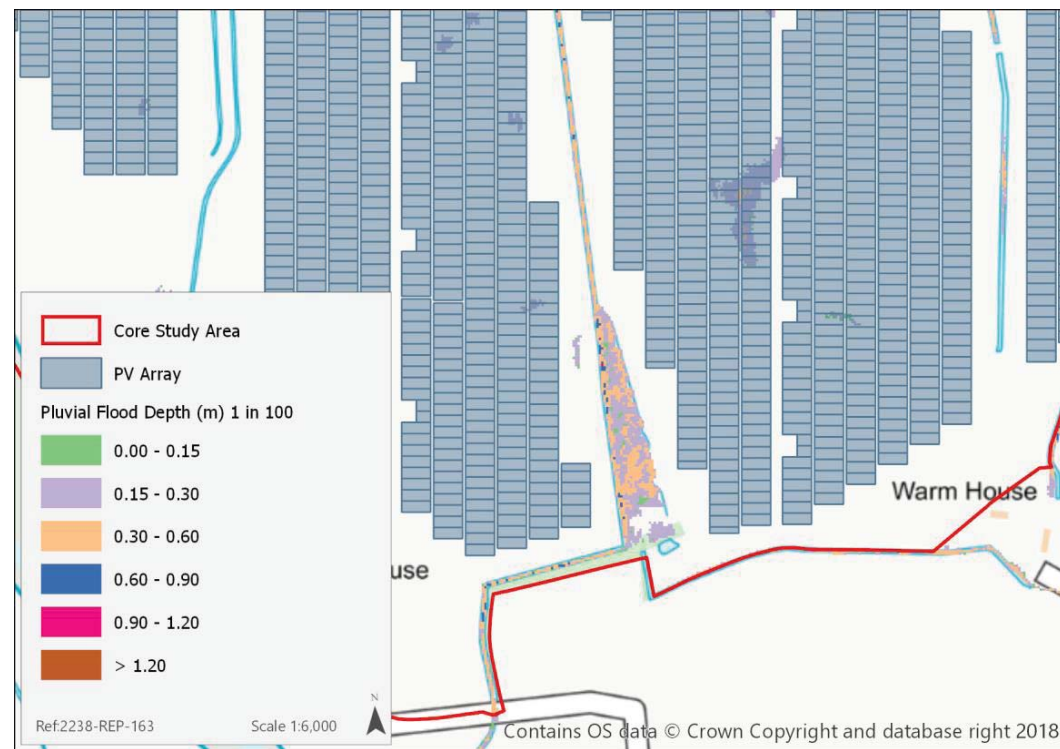 Core Study Area
PV Array
Pluvial Flood Depth (m) 1 in 100
0.00 - 0.15
0.15 - 0.30
0.30 - 0.60
0.60 - 0.90
0.90 - 1.20
> 1.20
Ref:2238-REP-163
Scale 1:6,000
N
Warm House
use
Contains OS data © Crown Copyright and database right 2018